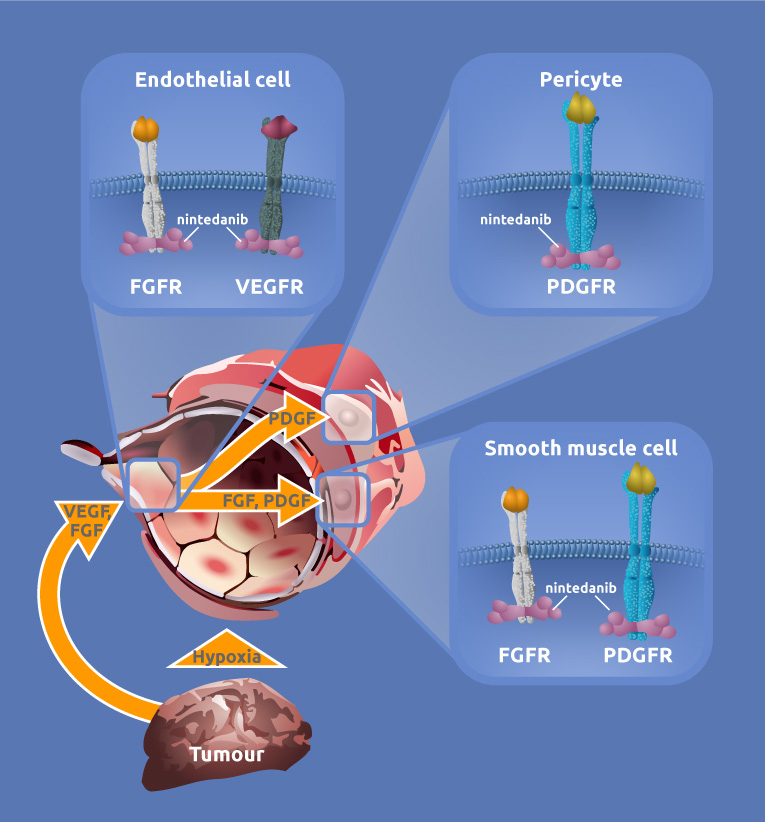 Endothelial cell
nintedanib
FGFR
VEGFR
Pericyte
nintedanib
PDGFR
PDGF
FGF, PDGF
VEGF,
FGF
Smooth muscle cell
nintedanib
FGFR
PDGFR
Hypoxia
Tumour